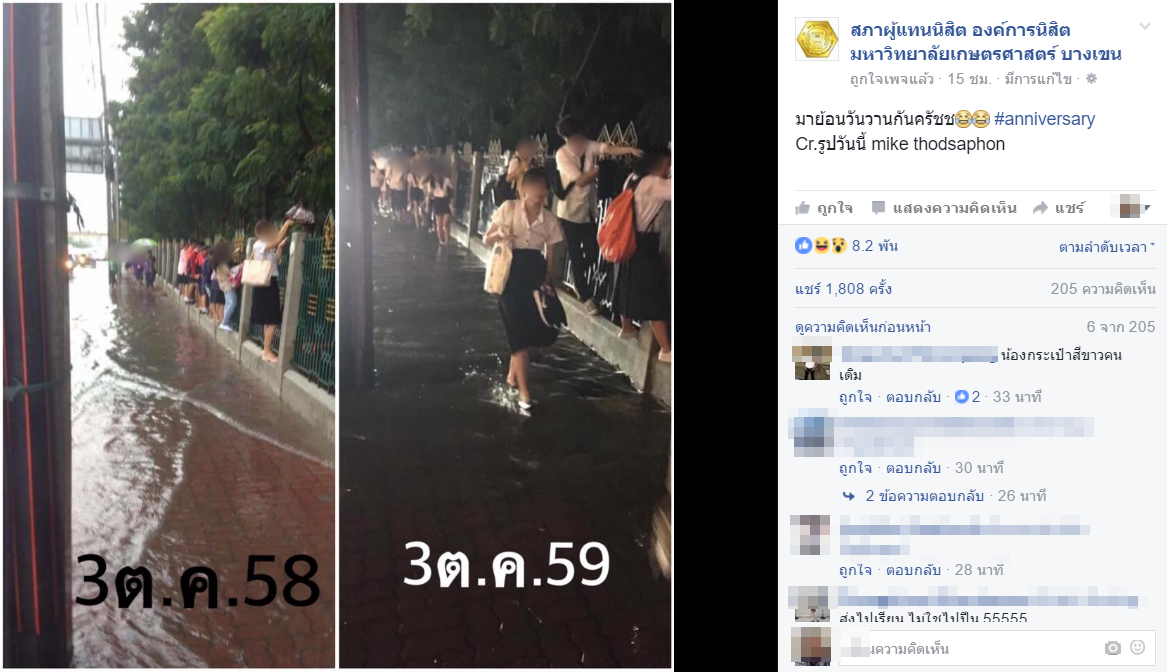 3ต.ค.58
3ต.ค.59
สภาผู้แทนนิสิต องค์การนิสิต
มหาวิทยาลัยเกษตรศาสตร์ บางเขน
ถูกใจเพจแล้ว · 15 ชม. · มีการแก้ไข ·
มาย้อนวันวานกันครัชช😂😂 #anniversary
Cr.รูปวันนี้ mike thodsaphon
ถูกใจ แสดงความคิดเห็น แชร์
8.2 พัน ตามลำดับเวลา
แชร์ 1,808 ครั้ง 205 ความคิดเห็น
ดูความคิดเห็นก่อนหน้า 6 จาก 205
น้องกระเป๋าสีขาวคน
เดิม
ถูกใจ · ตอบกลับ · 2 · 33 นาที
ถูกใจ · ตอบกลับ · 30 นาที
2 ข้อความตอบกลับ · 26 นาที
ถูกใจ · ตอบกลับ · 28 นาที
ส่งไปเรียน ไม่ใช่ไปปีน 55555
ความคิดเห็น